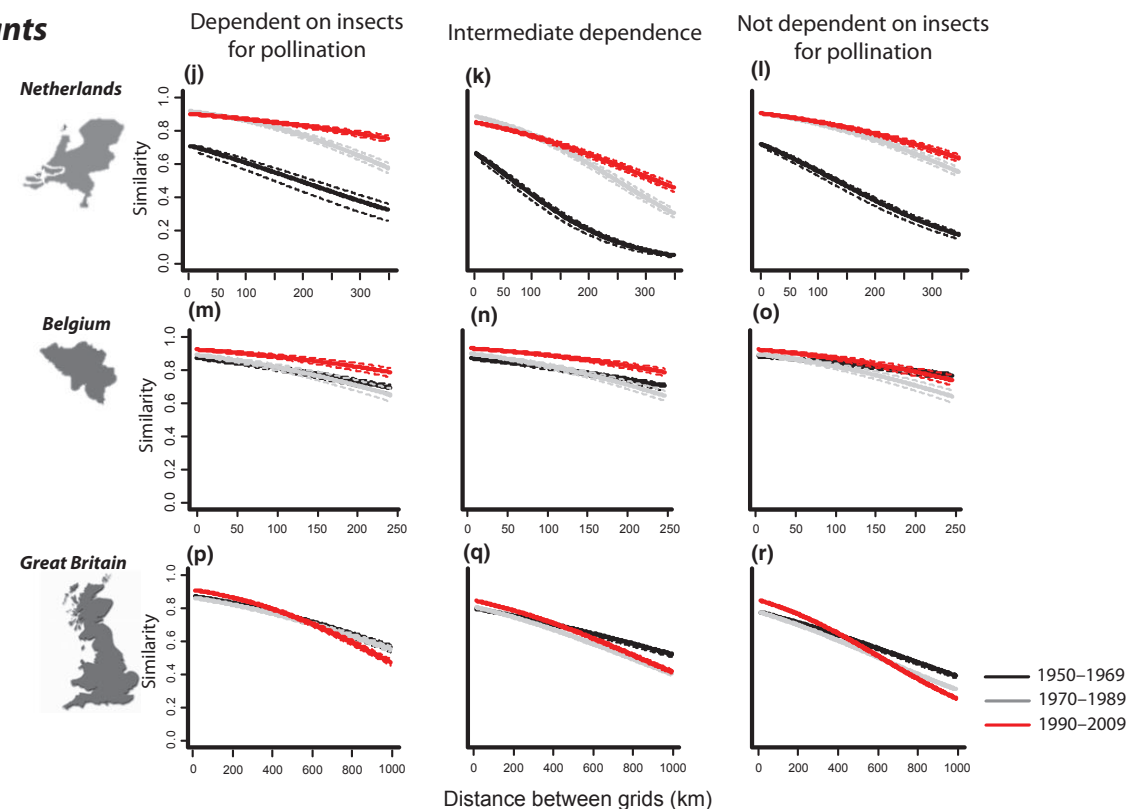 nts
Dependent on insects
for pollination
Intermediate dependence
Not dependent on insects
for pollination
Netherlands
(j)
(k)
(l)
Similarity
0.0 0.2 0.4 0.6 0.8 1.0
0 50 100 200 300
0 50 100 200 300
0 50 100 200 300
Belgium
(m)
(n)
(o)
Similarity
0.0 0.2 0.4 0.6 0.8 1.0
0 50 100 150 200 250
0 50 100 150 200 250
0 50 100 150 200 250
Great Britain
(p)
(q)
(r)
Similarity
0.0 0.2 0.4 0.6 0.8 1.0
0 200 400 600 800 1000
0 200 400 600 800 1000
0 200 400 600 800 1000
1950–1969
1970–1989
1990–2009
Distance between grids (km)